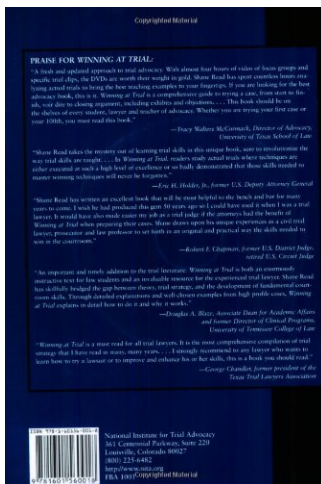 Copyrighted Material
PRAISE FOR WINNING AT TRIAL:
"A fresh and updated approach to trial advocacy. With almost four hours of video of focus groups and
specific trial clips, the DVDs are worth their weight in gold. Shane Read has spent countless hours ana-
lyzing actual trials to bring the best teaching examples to your fingertips. If you are looking for the best
advocacy book, this is it. Winning at Trial is a comprehensive guide to trying a case, from start to fin-
ish, voir dire to closing argument, including exhibits and objections. . . . This book should be on
the shelves of every student, lawyer and teacher of advocacy. Whether you are trying your first case or
your 100th, you must read this book."
—Tracy Walters McCormack, Director of Advocacy,
University of Texas School of Law
"Shane Read takes the mystery out of learning trial skills in this unique book, sure to revolutionize the
way trial skills are taught. . . . In Winning at Trial, readers study actual trials where techniques are
either executed at such a high level of excellence or so badly demonstrated that those skills needed to
master winning techniques will never be forgotten."
—Eric H. Holder, Jr., former U.S. Deputy Attorney General
"Shane Read has written an excellent book that will be most helpful to the bench and bar for many
years to come. I wish he had produced this gem 50 years ago so I could have used it when I was a trial
lawyer. It would have also made easier my job as a trial judge if the attorneys had the benefit of
Winning at Trial when preparing their cases. Shane draws upon his unique experiences as a civil trial
lawyer, prosecutor and law professor to set forth in an original and practical way the skills needed to
win in the courtroom."
—Robert F. Chapman, former U.S. District Judge,
retired U.S. Circuit Judge
"An important and timely addition to the trial literature. Winning at Trial is both an enormously
instructive text for law students and an invaluable resource for the experienced trial lawyer. Shane Read
has skillfully bridged the gap between theory, trial strategy, and the development of fundamental court-
room skills. Through detailed explanations and well-chosen examples from high profile cases, Winning
at Trial explains in detail how to do it and why it works."
—Douglas A. Blaze, Associate Dean for Academic Affairs
and former Director of Clinical Programs,
University of Tennessee College of Law
"Winning at Trial is a must read for all trial lawyers. It is the most comprehensive compilation of trial
strategy that I have read in many, many years. . . . I strongly recommend to any lawyer who wants to
learn how to try a lawsuit or to improve and enhance his or her skills, this is a book you should read."
—George Chandler, former president of the
Texas Trial Lawyers Association
ISBN 978-1-60156-001-8
9 781601 560018
National Institute for Trial Advocacy
361 Centennial Parkway, Suite 220
Louisville, Colorado 80027
(800) 225-6482
http://www.nita.org
FBA 1001
Copyrighted Material